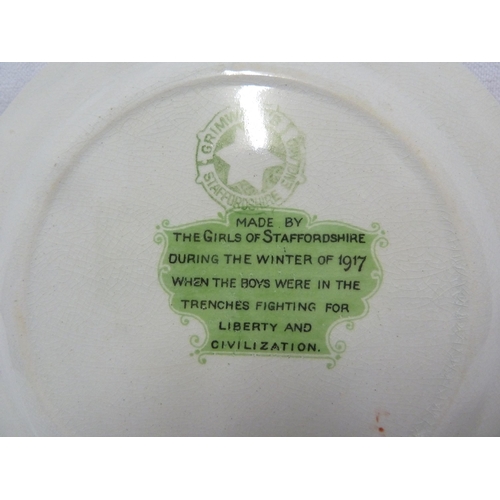 GRIMWADES
STAFFORDSHIRE ENGLAND
MADE BY
THE GIRLS OF STAFFORDSHIRE
DURING THE WINTER OF 1917
WHEN THE BOYS WERE IN THE
TRENCHES FIGHTING FOR
LIBERTY AND
CIVILIZATION.